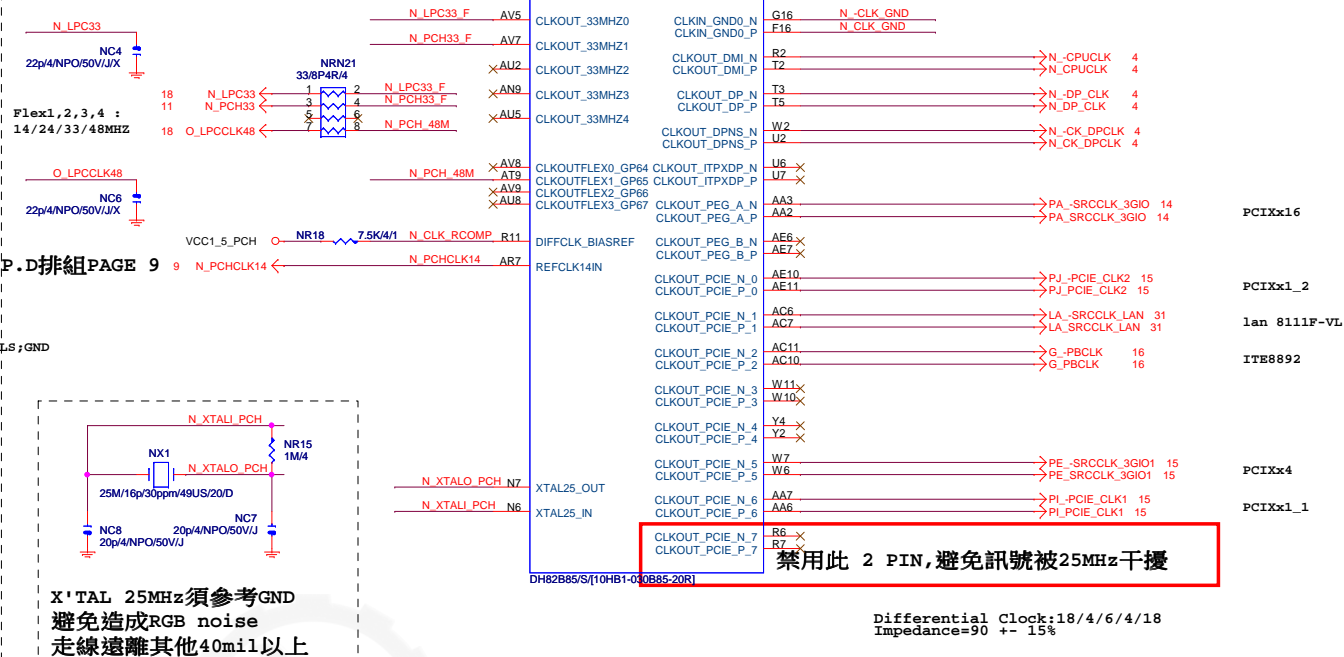 N_LPC33
NC4
22p/4/NPO/50V/J/X
NRN21
33/8P4R/4
18 N_LPC33 1 2 N_LPC33_F
11 N_PCH33 3 4 N_PCH33_F
5 6
18 O_LPCCLK48 7 8 N_PCH_48M
Flex1,2,3,4 :
14/24/33/48MHZ
O_LPCCLK48
NC6
22p/4/NPO/50V/J/X
N_LPC33_F AV5 CLKOUT_33MHZ0
N_PCH33_F AV7 CLKOUT_33MHZ1
AU2 CLKOUT_33MHZ2
AN9 CLKOUT_33MHZ3
AU5 CLKOUT_33MHZ4
AV8 CLKOUTFLEX0_GP64
N_PCH_48M AT9 CLKOUTFLEX1_GP65
AV9 CLKOUTFLEX2_GP66
AU8 CLKOUTFLEX3_GP67
VCC1_5_PCH NR18 7.5K/4/1 N_CLK_RCOMP R11 DIFFCLK_BIASREF
P.D排組PAGE 9 9 N_PCHCLK14 N_PCHCLK14 AR7 REFCLK14IN
LS;GND
N_XTALI_PCH
NR15
1M/4
NX1
N_XTALO_PCH
25M/16p/30ppm/49US/20/D
NC8
20p/4/NPO/50V/J
NC7
20p/4/NPO/50V/J
X'TAL 25MHz須參考GND
避免造成RGB noise
走線遠離其他40mil以上
N_XTALO_PCH N7 XTAL25_OUT
N_XTALI_PCH N6 XTAL25_IN
CLKIN_GND0_N G16 N_-CLK_GND
CLKIN_GND0_P F16 N_CLK_GND
CLKOUT_DMI_N R2 N_-CPUCLK 4
CLKOUT_DMI_P T2 N_CPUCLK 4
CLKOUT_DP_N T3 N_-DP_CLK 4
CLKOUT_DP_P T5 N_DP_CLK 4
CLKOUT_DPNS_N W2 N_-CK_DPCLK 4
CLKOUT_DPNS_P U2 N_CK_DPCLK 4
CLKOUT_ITPXDP_N U6
CLKOUT_ITPXDP_P U7
CLKOUT_PEG_A_N AA3 PA_-SRCCLK_3GIO 14
CLKOUT_PEG_A_P AA2 PA_SRCCLK_3GIO 14
PCIXx16
CLKOUT_PEG_B_N AE6
CLKOUT_PEG_B_P AE7
CLKOUT_PCIE_N_0 AE10 PJ_-PCIE_CLK2 15
CLKOUT_PCIE_P_0 AE11 PJ_PCIE_CLK2 15
PCIXx1_2
CLKOUT_PCIE_N_1 AC6 LA_-SRCCLK_LAN 31
CLKOUT_PCIE_P_1 AC7 LA_SRCCLK_LAN 31
lan 8111F-VL
CLKOUT_PCIE_N_2 AC11 G_-PBCLK 16
CLKOUT_PCIE_P_2 AC10 G_PBCLK 16
ITE8892
CLKOUT_PCIE_N_3 W11
CLKOUT_PCIE_P_3 W10
CLKOUT_PCIE_N_4 Y4
CLKOUT_PCIE_P_4 Y2
CLKOUT_PCIE_N_5 W7 PE_-SRCCLK_3GIO1 15
CLKOUT_PCIE_P_5 W6 PE_SRCCLK_3GIO1 15
PCIXx4
CLKOUT_PCIE_N_6 AA7 PI_-PCIE_CLK1 15
CLKOUT_PCIE_P_6 AA6 PI_PCIE_CLK1 15
PCIXx1_1
CLKOUT_PCIE_N_7 R6
CLKOUT_PCIE_P_7 R7
禁用此 2 PIN,避免訊號被25MHz干擾
DH82B85/S/[10HB1-030B85-20R]
Differential Clock:18/4/6/4/18
Impedance=90 +- 15%